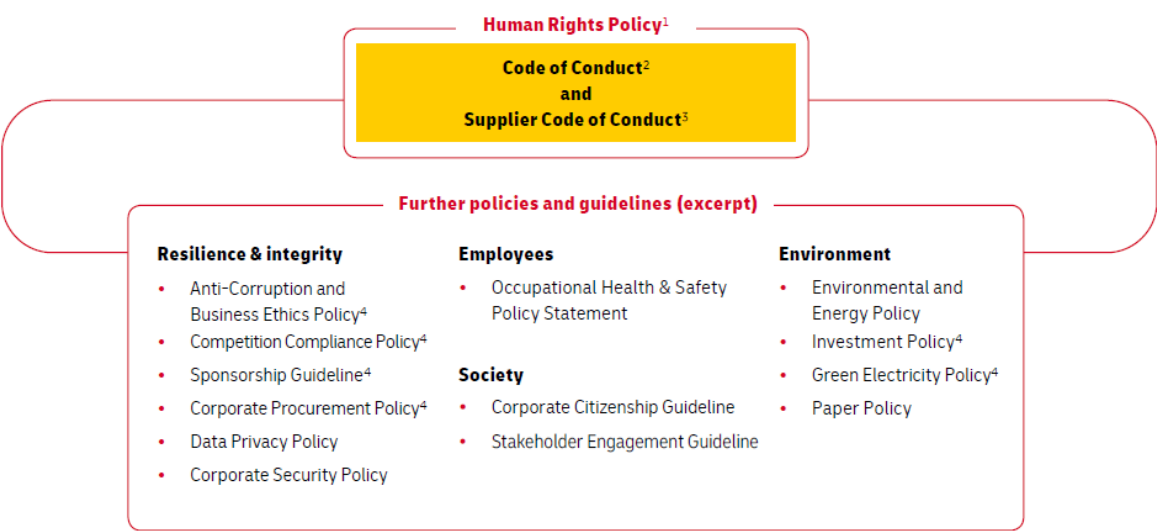 Human Rights Policy¹
Code of Conduct²
and
Supplier Code of Conduct³
Further policies and guidelines (excerpt)
Resilience & integrity
• Anti-Corruption and
Business Ethics Policy⁴
• Competition Compliance Policy⁴
• Sponsorship Guideline⁴
• Corporate Procurement Policy⁴
• Data Privacy Policy
• Corporate Security Policy
Employees
• Occupational Health & Safety
Policy Statement
Society
• Corporate Citizenship Guideline
• Stakeholder Engagement Guideline
Environment
• Environmental and
Energy Policy
• Investment Policy⁴
• Green Electricity Policy⁴
• Paper Policy